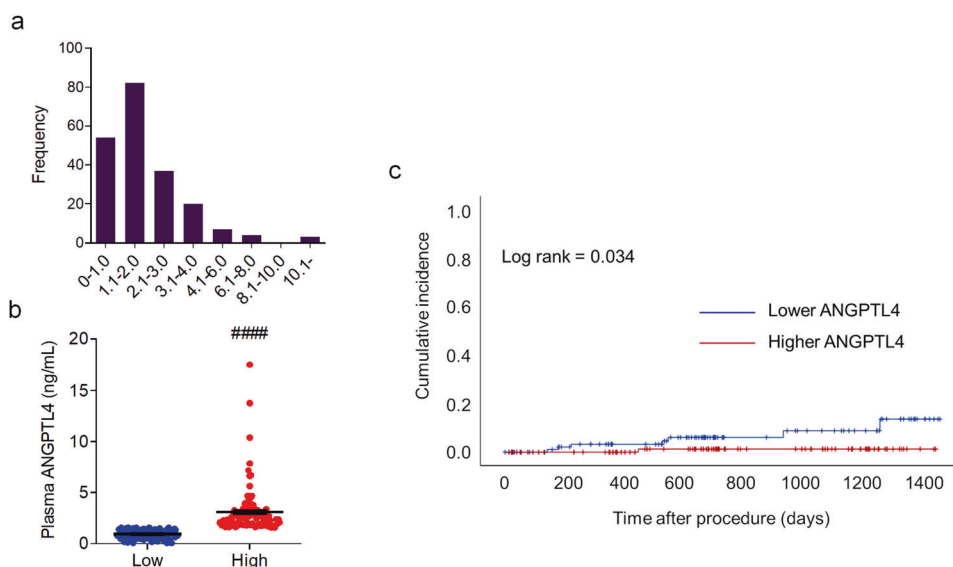 a
100
80
60
40
20
0
Frequency
0-1.0
1.1-2.0
2.1-3.0
3.1-4.0
4.1-6.0
6.1-8.0
8.1-10.0
10.1-
b
####
20
15
10
5
0
Plasma ANGPTL4 (ng/mL)
Low High
c
1.0
0.8
0.6
0.4
0.2
0.0
Cumulative incidence
Log rank = 0.034
Lower ANGPTL4
Higher ANGPTL4
0 200 400 600 800 1000 1200 1400
Time after procedure (days)